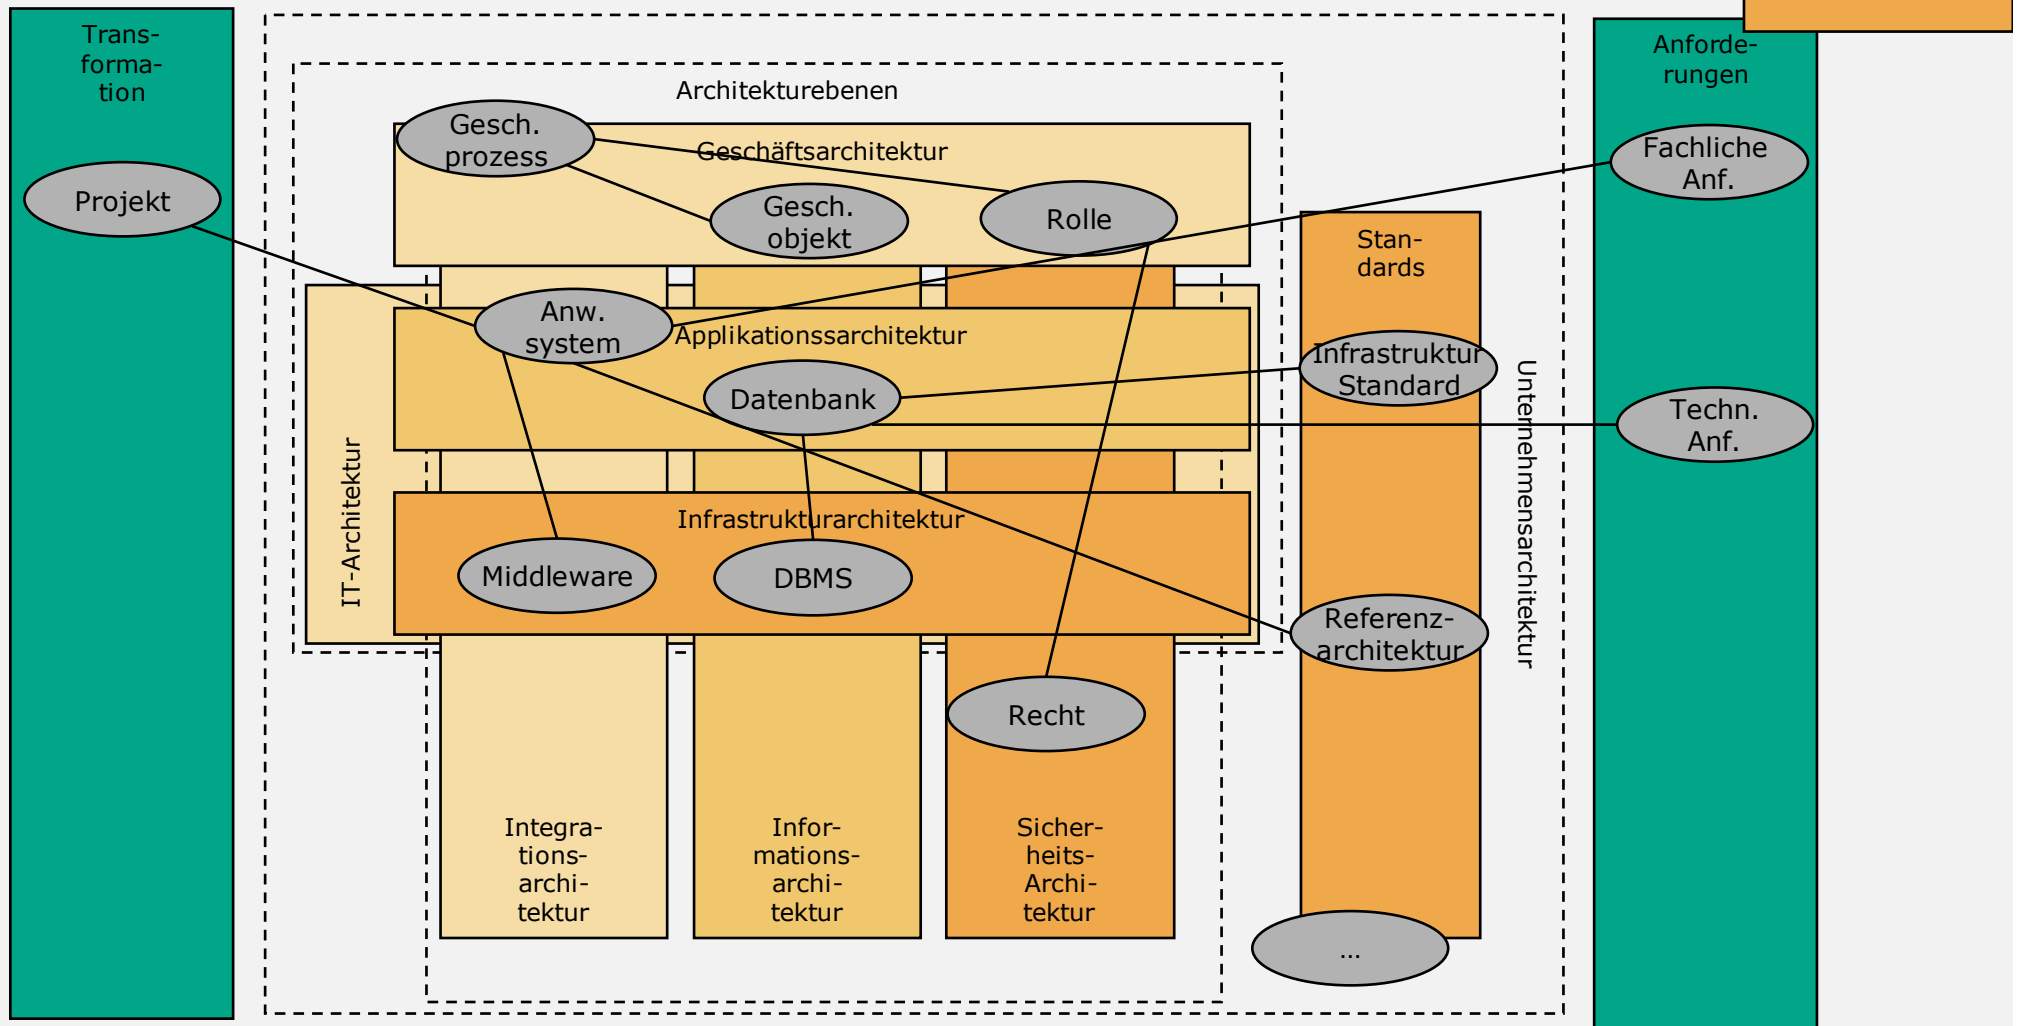 Trans-
forma-
tion
Projekt
Architekturebenen
Gesch.
prozess
Geschäftsarchitektur
Gesch.
objekt
Rolle
Anw.
system
Applikationssarchitektur
Datenbank
IT-Architektur
Infrastrukturarchitektur
Middleware
DBMS
Recht
Integra-
tions-
archi-
tektur
Infor-
mations-
archi-
tektur
Sicher-
heits-
Archi-
tektur
Stan-
dards
Infrastruktur
Standard
Referenz-
architektur
...
Unternehmensarchitektur
Anforde-
rungen
Fachliche
Anf.
Techn.
Anf.